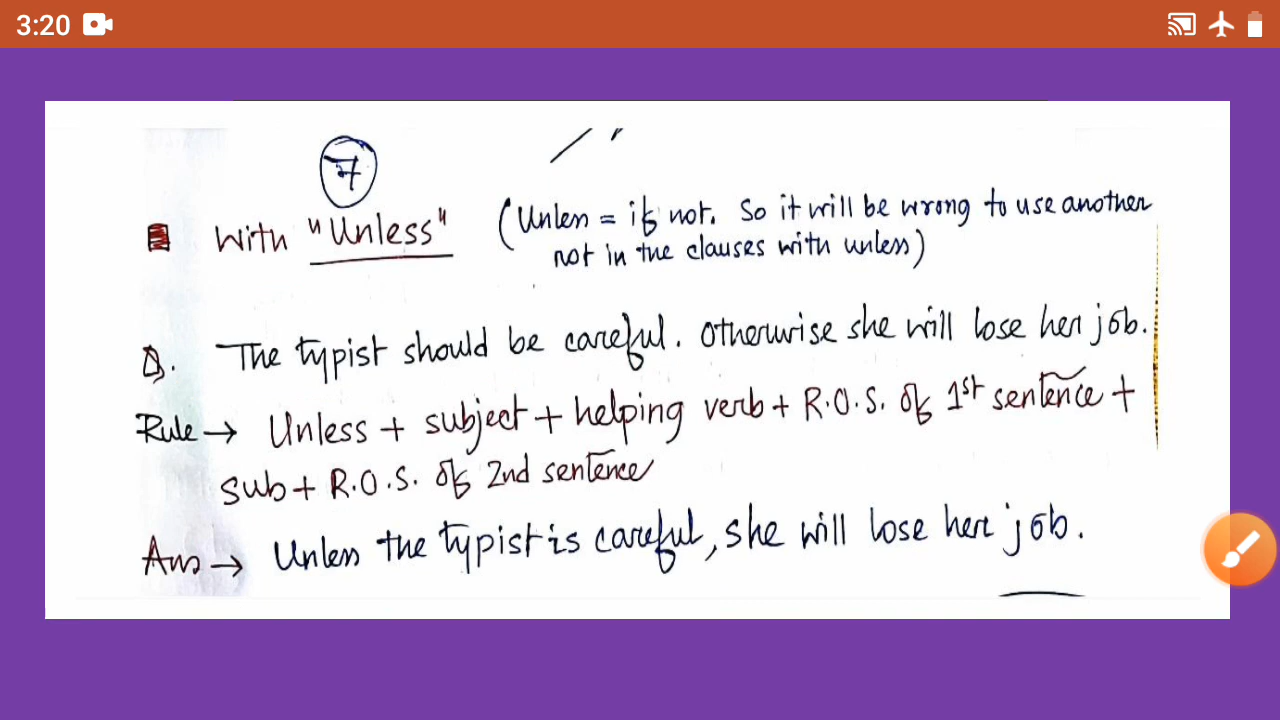 3:20
7
With "Unless" (Unless = if not. So it will be wrong to use another
not in the clauses with unless)
Q. The typist should be careful. Otherwise she will lose her job.
Rule → Unless + subject + helping verb + R.O.S. of 1st sentence +
sub + R.O.S. of 2nd sentence
Ans → Unless the typist is careful, she will lose her job.